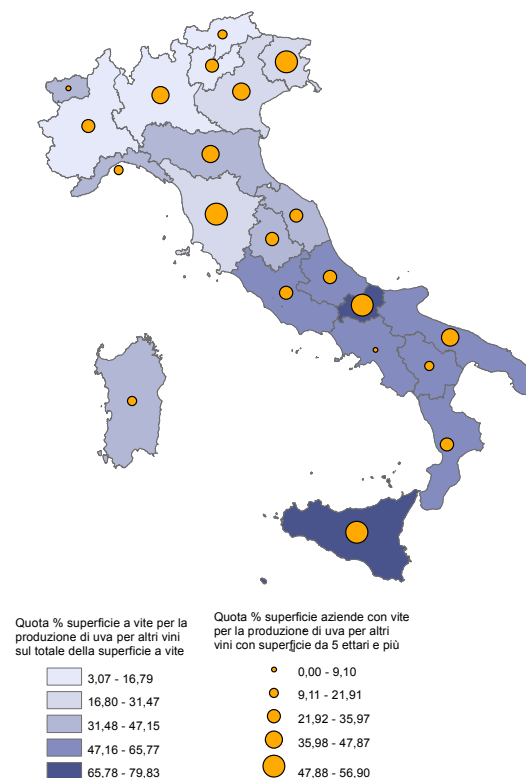 Quota % superficie a vite per la
produzione di uva per altri vini
sul totale della superficie a vite
3,07 - 16,79
16,80 - 31,47
31,48 - 47,15
47,16 - 65,77
65,78 - 79,83
Quota % superficie aziende con vite
per la produzione di uva per altri
vini con superficie da 5 ettari e più
0,00 - 9,10
9,11 - 21,91
21,92 - 35,97
35,98 - 47,87
47,88 - 56,90